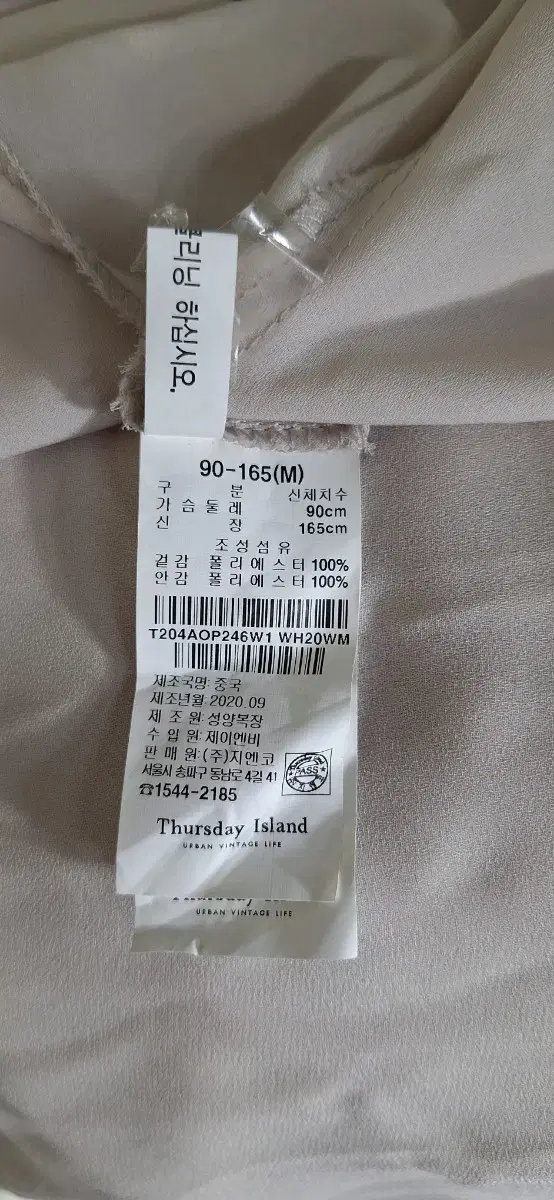 클리닝 하십시오.
90-165(M)
구 분 신체치수
가 슴 둘 레 90cm
신 장 165cm
조 성 섬 유
겉 감 폴 리 에 스 터 100%
안 감 폴 리 에 스 터 100%
T204AOP246W1 WH20WM
제조국명: 중국
제조년월: 2020.09
제 조 원: 성양복장
수 입 원: 제이엔비
판 매 원: (주)지엔코
서울시 송파구 동남로 4길 41
☎1544-2185
PASS
Thursday Island
URBAN VINTAGE LIFE
URBAN VINTAGE LIFE